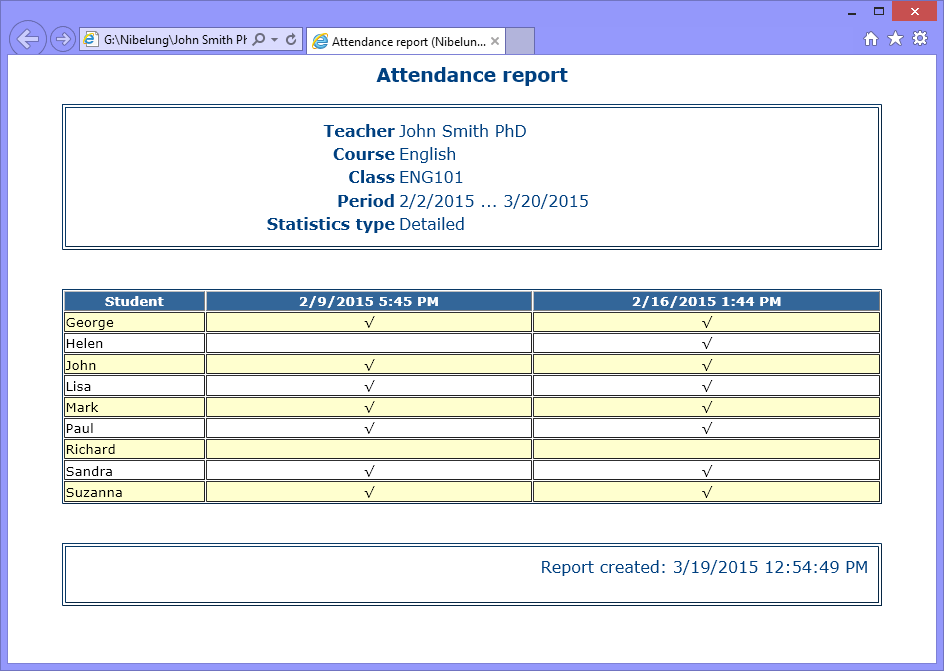 G:\Nibelung\John Smith Ph
Attendance report (Nibelun...
Attendance report
Teacher John Smith PhD
Course English
Class ENG101
Period 2/2/2015 ... 3/20/2015
Statistics type Detailed
Student 2/9/2015 5:45 PM 2/16/2015 1:44 PM
George √ √
Helen √
John √ √
Lisa √ √
Mark √ √
Paul √ √
Richard
Sandra √ √
Suzanna √ √
Report created: 3/19/2015 12:54:49 PM